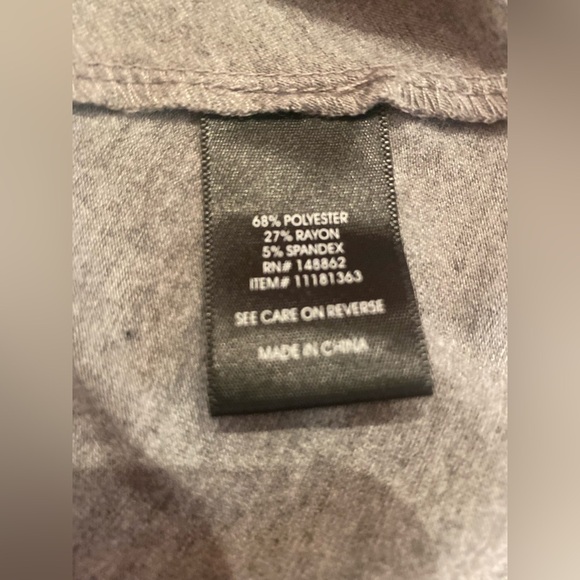 68% POLYESTER
27% RAYON
5% SPANDEX
RN# 148862
ITEM# 11181363
SEE CARE ON REVERSE
MADE IN CHINA